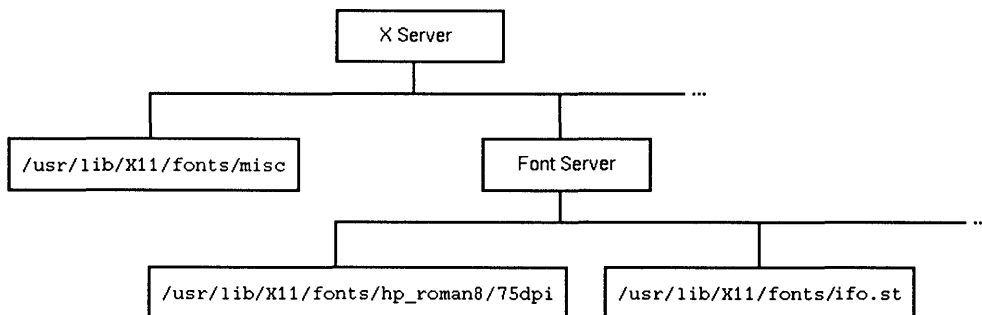 X Server
...
/usr/lib/X11/fonts/misc
Font Server
...
/usr/lib/X11/fonts/hp_roman8/75dpi
/usr/lib/X11/fonts/ifo.st